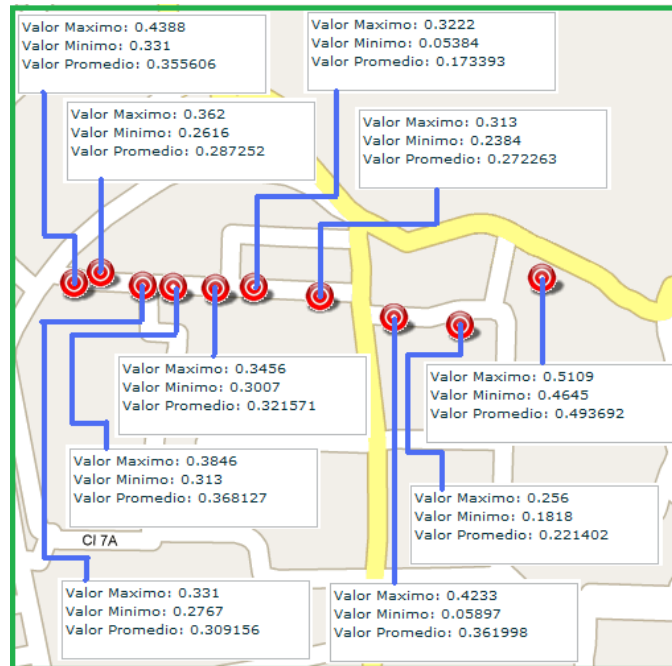 Valor Maximo: 0.4388
Valor Minimo: 0.331
Valor Promedio: 0.355606
Valor Maximo: 0.3222
Valor Minimo: 0.05384
Valor Promedio: 0.173393
Valor Maximo: 0.362
Valor Minimo: 0.2616
Valor Promedio: 0.287252
Valor Maximo: 0.313
Valor Minimo: 0.2384
Valor Promedio: 0.272263
Valor Maximo: 0.3456
Valor Minimo: 0.3007
Valor Promedio: 0.321571
Valor Maximo: 0.5109
Valor Minimo: 0.4645
Valor Promedio: 0.493692
Valor Maximo: 0.3846
Valor Minimo: 0.313
Valor Promedio: 0.368127
Valor Maximo: 0.256
Valor Minimo: 0.1818
Valor Promedio: 0.221402
Cl 7A
Valor Maximo: 0.331
Valor Minimo: 0.2767
Valor Promedio: 0.309156
Valor Maximo: 0.4233
Valor Minimo: 0.05897
Valor Promedio: 0.361998